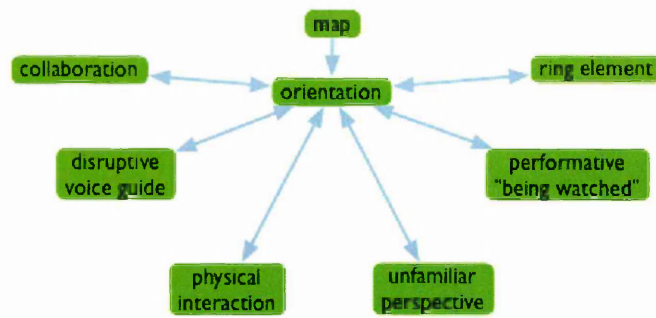 map
collaboration
ring element
orientation
disruptive
voice guide
performative
"being watched"
physical
interaction
unfamiliar
perspective